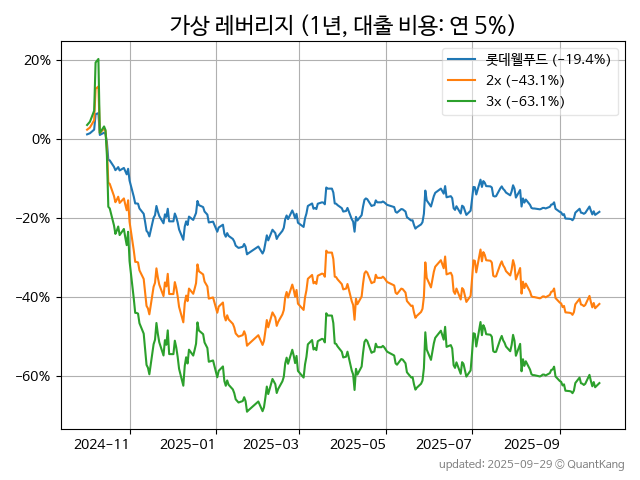 가상 레버리지 (1년, 대출 비용: 연 5%)
롯데웰푸드 (−19.4%)
2x (−43.1%)
3x (−63.1%)
20%
0%
−20%
−40%
−60%
2024-11
2025-01
2025-03
2025-05
2025-07
2025-09
updated: 2025-09-29 © QuantKang